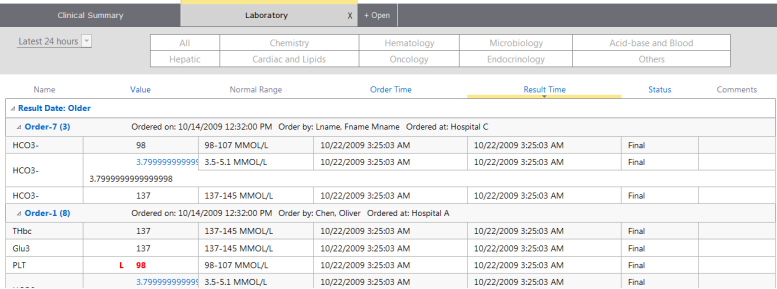 Clinical Summary Laboratory X + Open
Latest 24 hours
All Chemistry Hematology Microbiology Acid-base and Blood
Hepatic Cardiac and Lipids Oncology Endocrinology Others
Name Value Normal Range Order Time Result Time Status Comments
Result Date: Older
Order-7 (3) Ordered on: 10/14/2009 12:32:00 PM Order by: Lname, Fname Mname Ordered at: Hospital C
HCO3- 98 98-107 MMOL/L 10/22/2009 3:25:03 AM 10/22/2009 3:25:03 AM Final
HCO3- 3.799999999999 3.5-5.1 MMOL/L 10/22/2009 3:25:03 AM 10/22/2009 3:25:03 AM Final
3.7999999999999998
HCO3- 137 137-145 MMOL/L 10/22/2009 3:25:03 AM 10/22/2009 3:25:03 AM Final
Order-1 (8) Ordered on: 10/14/2009 12:32:00 PM Order by: Chen, Oliver Ordered at: Hospital A
THbc 137 137-145 MMOL/L 10/22/2009 3:25:03 AM 10/22/2009 3:25:03 AM Final
Glu3 137 137-145 MMOL/L 10/22/2009 3:25:03 AM 10/22/2009 3:25:03 AM Final
PLT L 98 98-107 MMOL/L 10/22/2009 3:25:03 AM 10/22/2009 3:25:03 AM Final
3.799999999999 3.5-5.1 MMOL/L 10/22/2009 3:25:03 AM 10/22/2009 3:25:03 AM Final